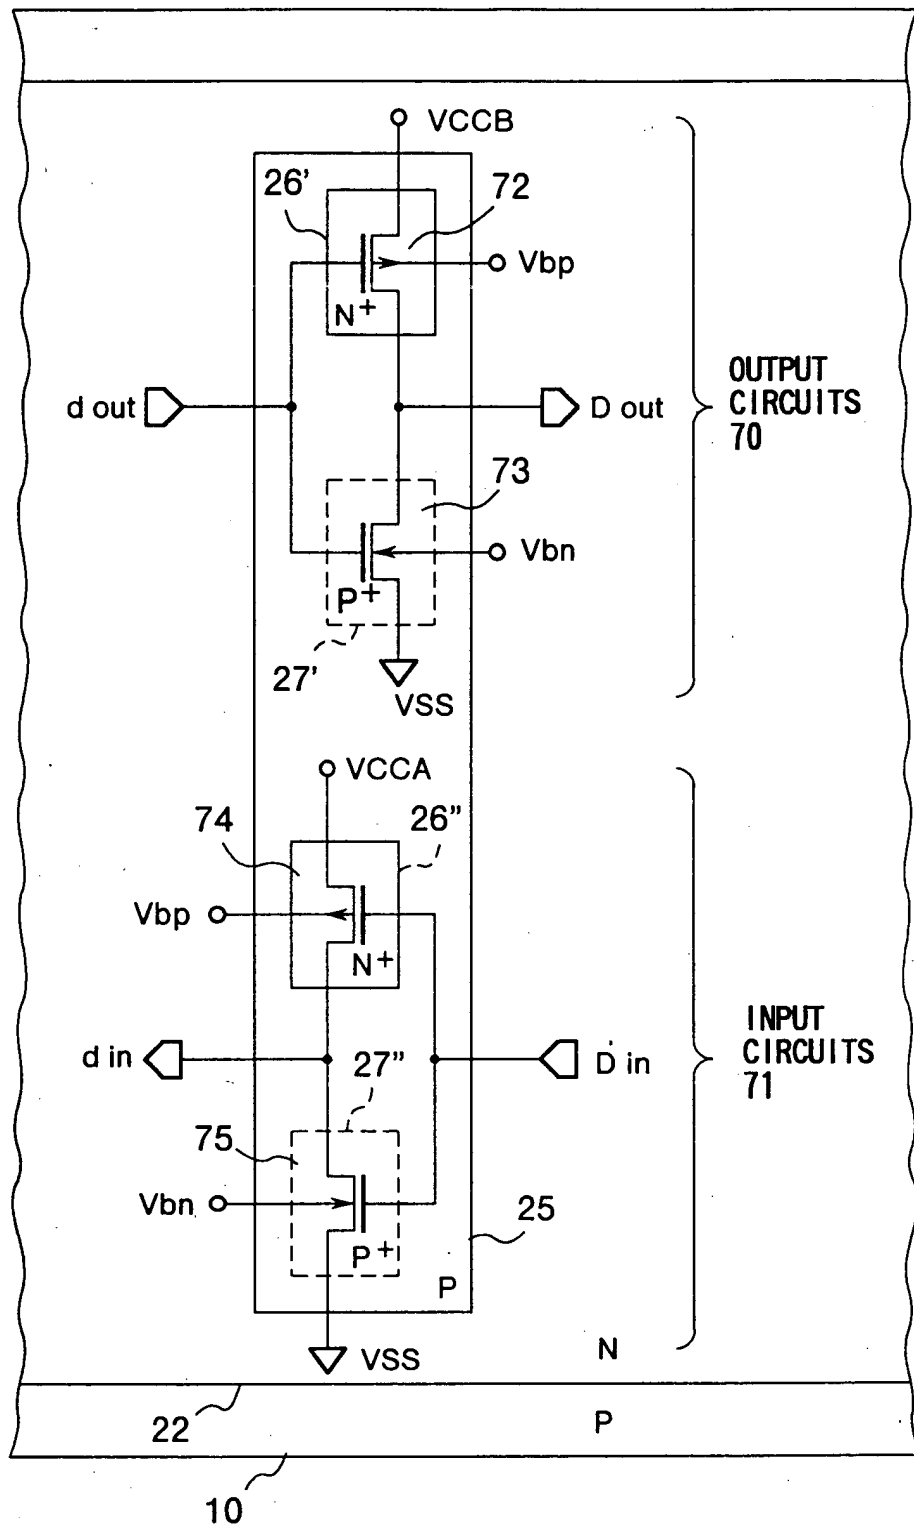 VCCB
26'
72
Vbp
N+
d out
D out
OUTPUT
CIRCUITS
70
73
Vbn
P+
27'
VSS
VCCA
74
26"
Vbp
N+
d in
D in
INPUT
CIRCUITS
71
27"
75
Vbn
25
P+
P
VSS
N
22
P
10